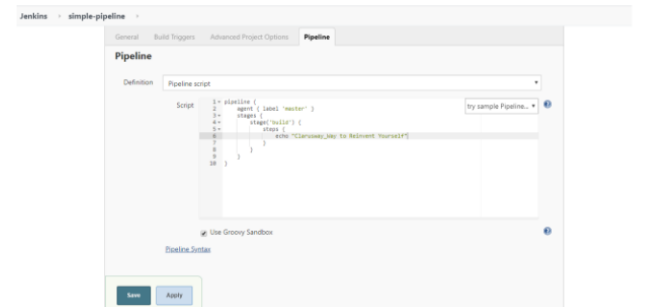 Jenkins › simple-pipeline ›
General Build Triggers Advanced Project Options Pipeline
Pipeline
Definition Pipeline script
Script try sample Pipeline...
1 pipeline {
2 agent { label 'master' }
3 stages {
4 stage('build') {
5 steps {
6 echo "Clarusway_Way to Reinvent Yourself"
7 }
8 }
9 }
10 }
Use Groovy Sandbox
Pipeline Syntax
Save Apply